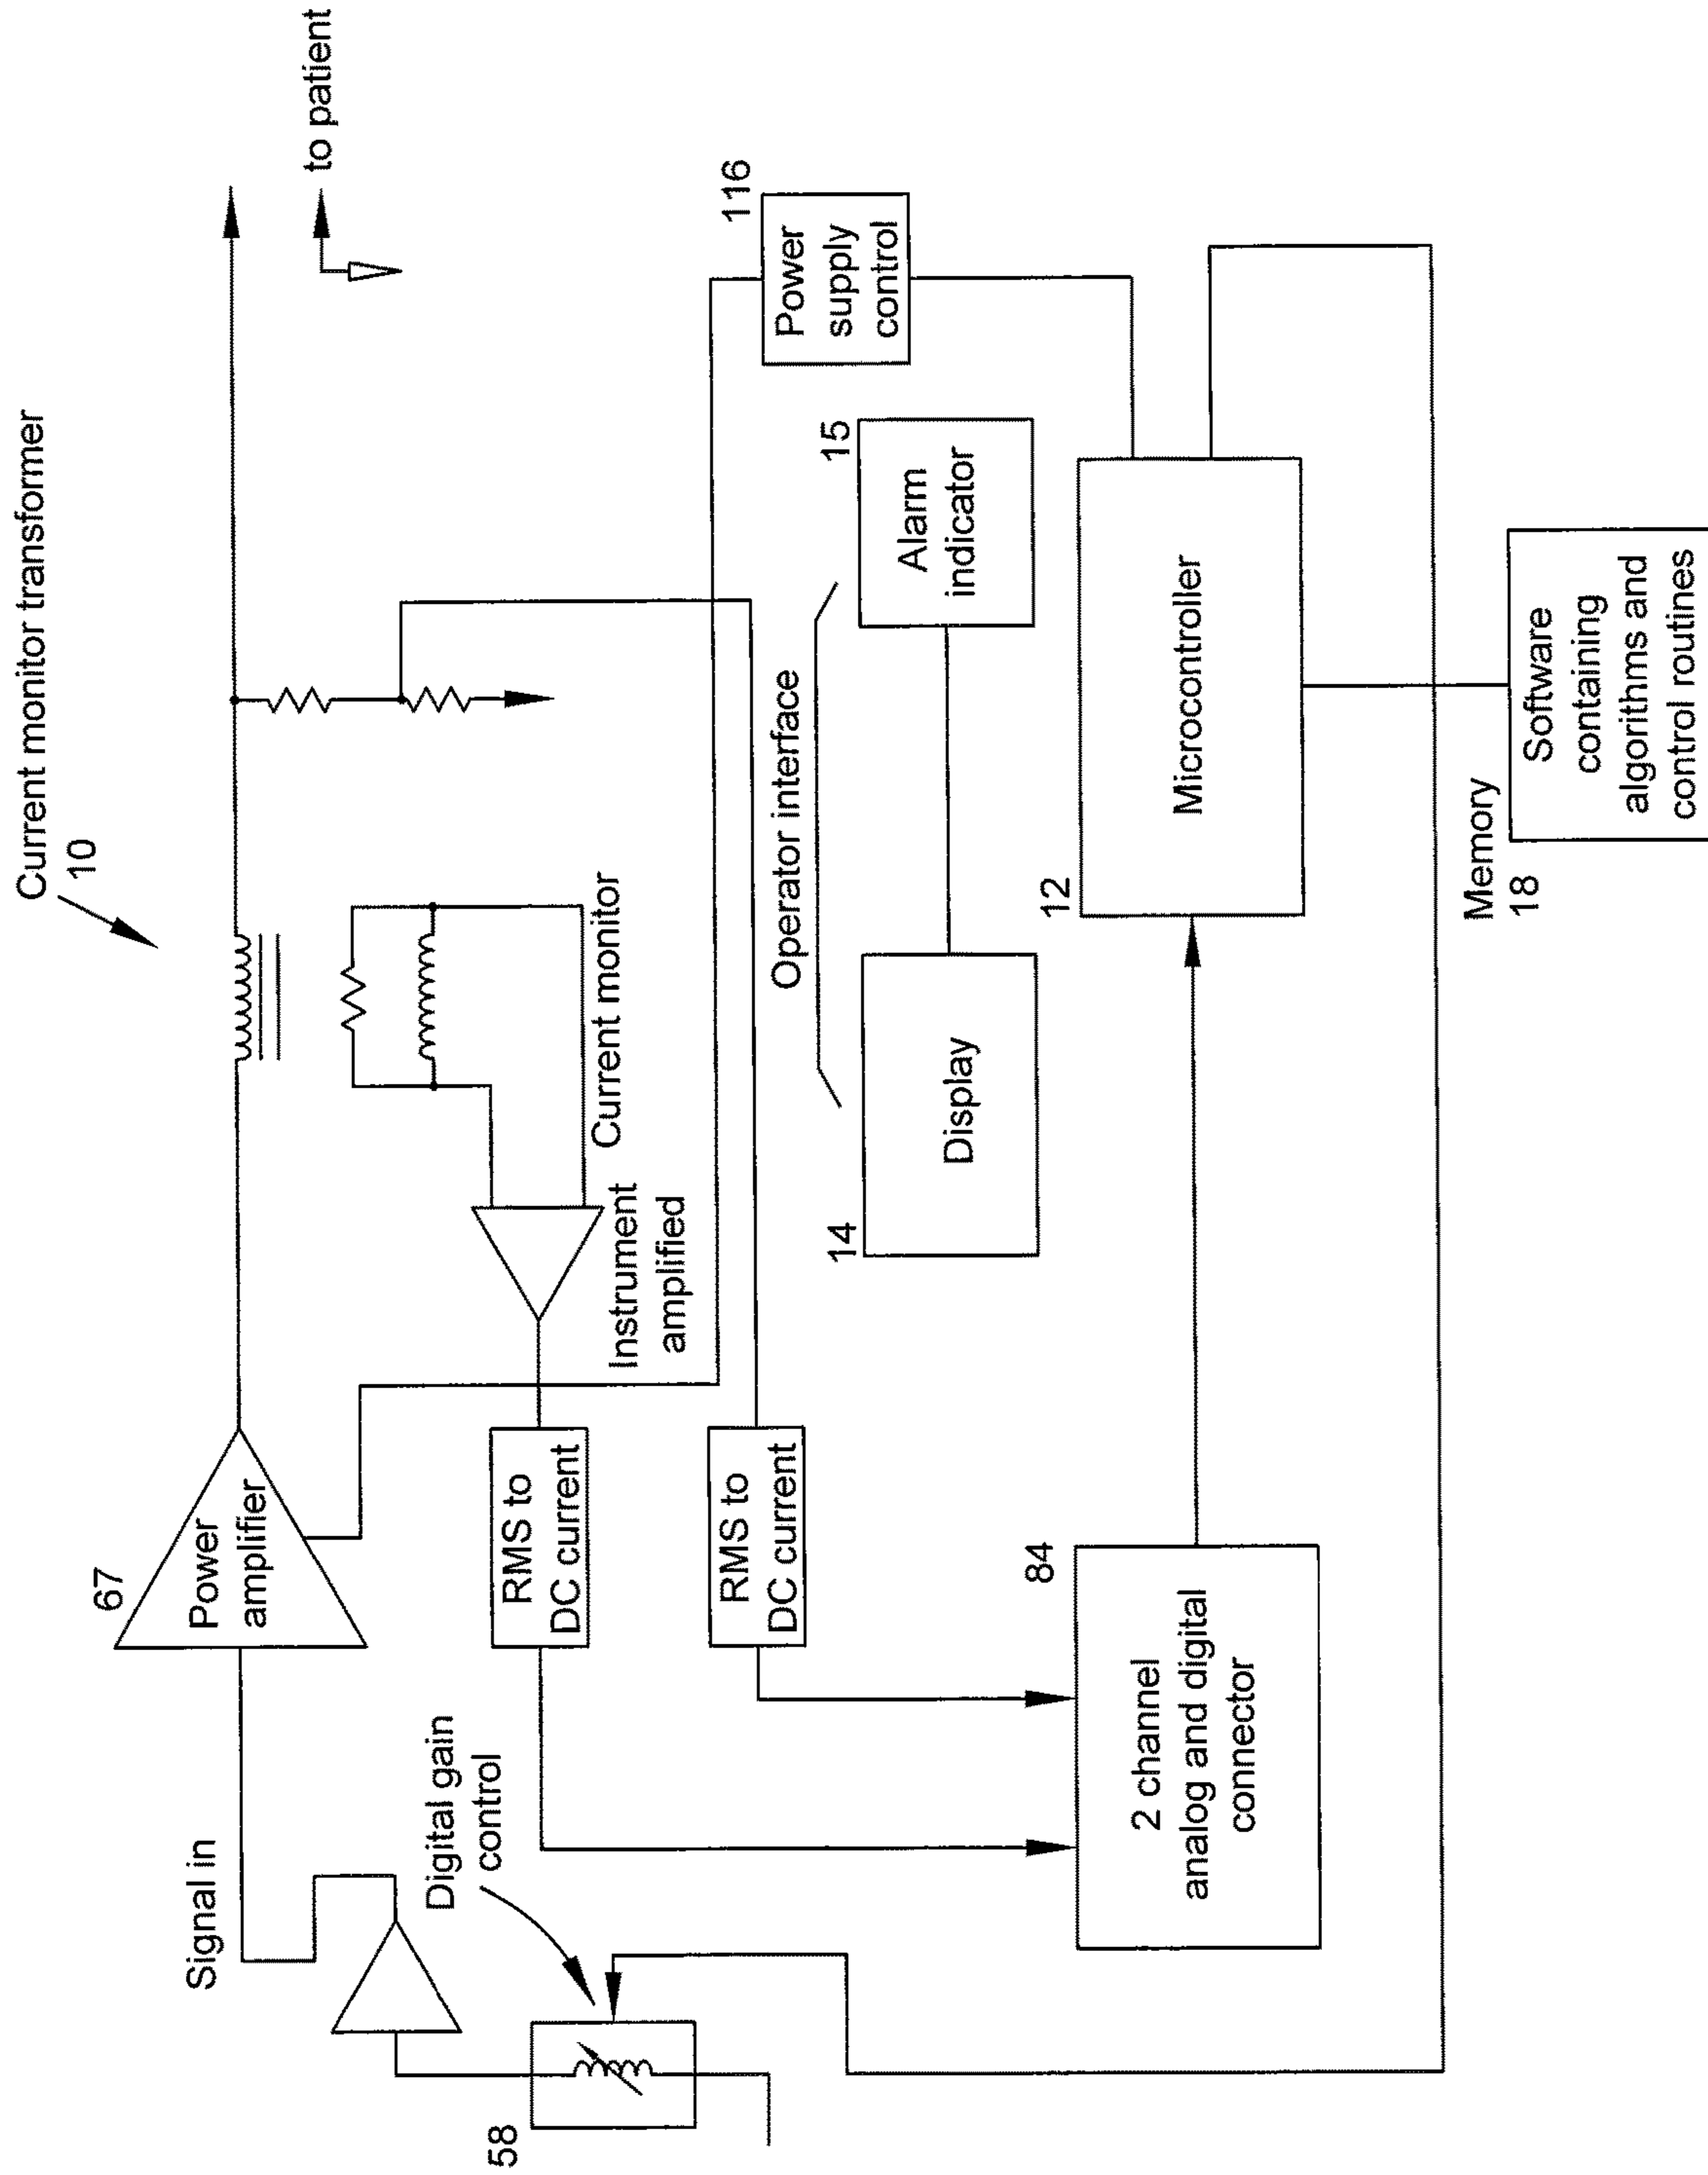 Current monitor transformer
10
to patient
67
Power
amplifier
Signal in
Digital gain
control
58
Current monitor
Instrument
amplified
RMS to
DC current
RMS to
DC current
116
Power
supply
control
Operator interface
14
Display
15
Alarm
indicator
84
2 channel
analog and digital
connector
12
Microcontroller
Memory
18
Software
containing
algorithms and
control routines